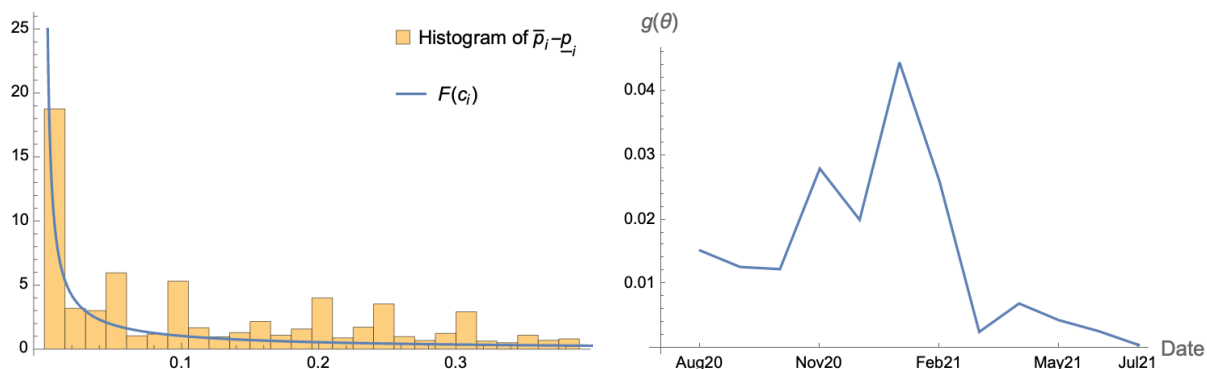 25
20
15
10
5
0
0.1 0.2 0.3
Histogram of p̅ᵢ–p̲ᵢ
F(cᵢ)
g(θ)
0.04
0.03
0.02
0.01
Aug20 Nov20 Feb21 May21 Jul21
Date